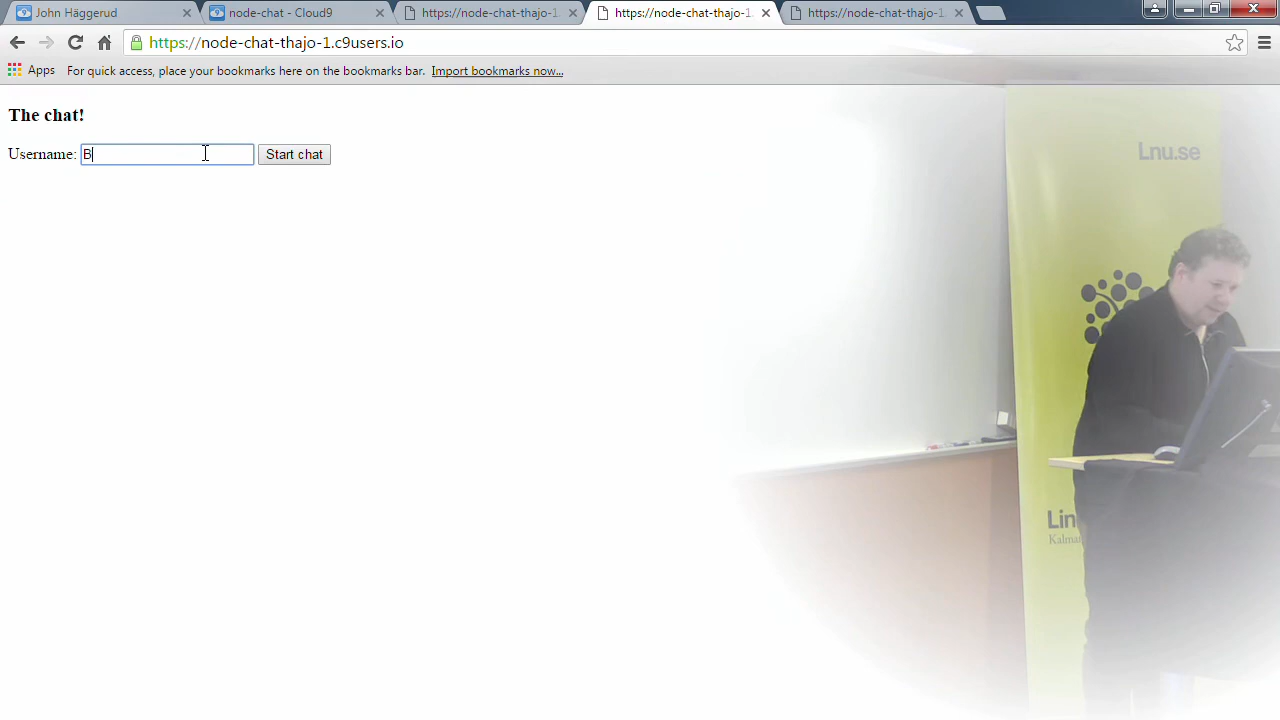 John Häggerud
node-chat - Cloud9
https://node-chat-thajo-1.
https://node-chat-thajo-1.
https://node-chat-thajo-1.
https://node-chat-thajo-1.c9users.io
Apps For quick access, place your bookmarks here on the bookmarks bar. Import bookmarks now...
The chat!
Username: B Start chat
Lnu.se
Lin
Kalma